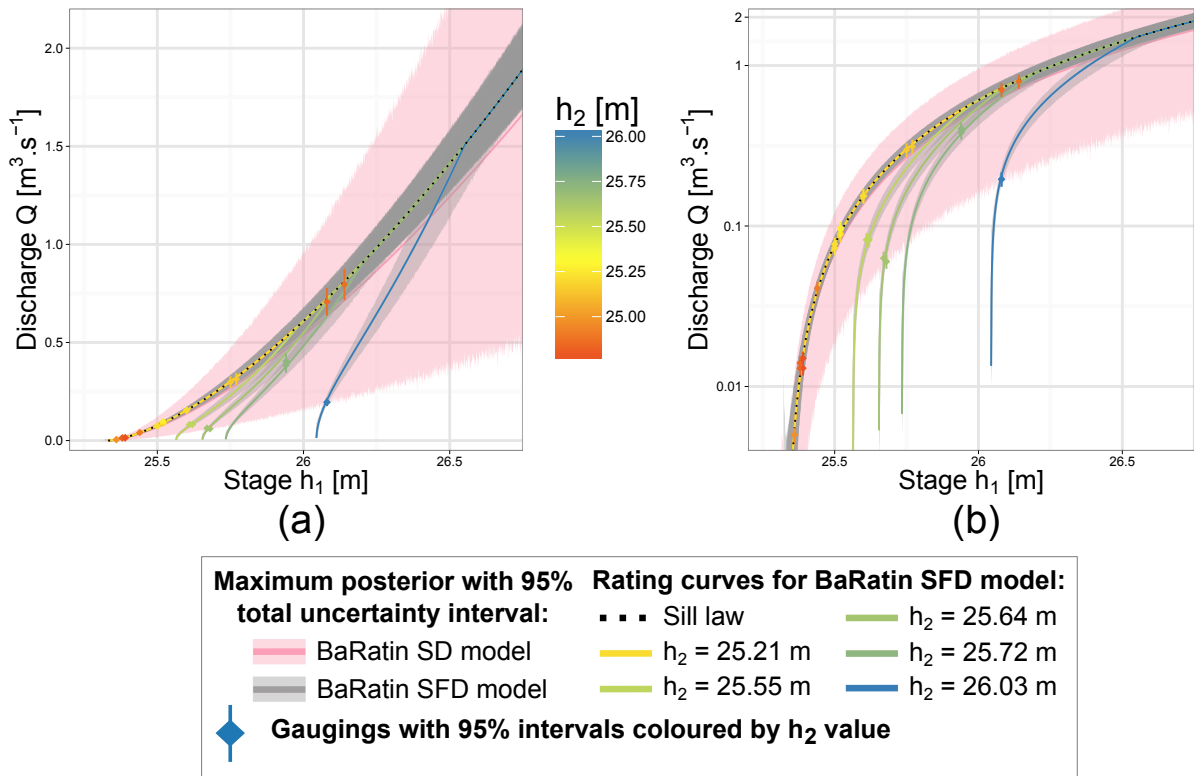 Discharge Q [m³.s⁻¹]
2.0
1.5
1.0
0.5
0.0
25.5
26
26.5
Stage h₁ [m]
(a)
h₂ [m]
26.00
25.75
25.50
25.25
25.00
Discharge Q [m³.s⁻¹]
2
1
0.1
0.01
25.5
26
26.5
Stage h₁ [m]
(b)
Maximum posterior with 95%
total uncertainty interval:
BaRatin SD model
BaRatin SFD model
Rating curves for BaRatin SFD model:
Sill law
h₂ = 25.21 m
h₂ = 25.55 m
h₂ = 25.64 m
h₂ = 25.72 m
h₂ = 26.03 m
Gaugings with 95% intervals coloured by h₂ value